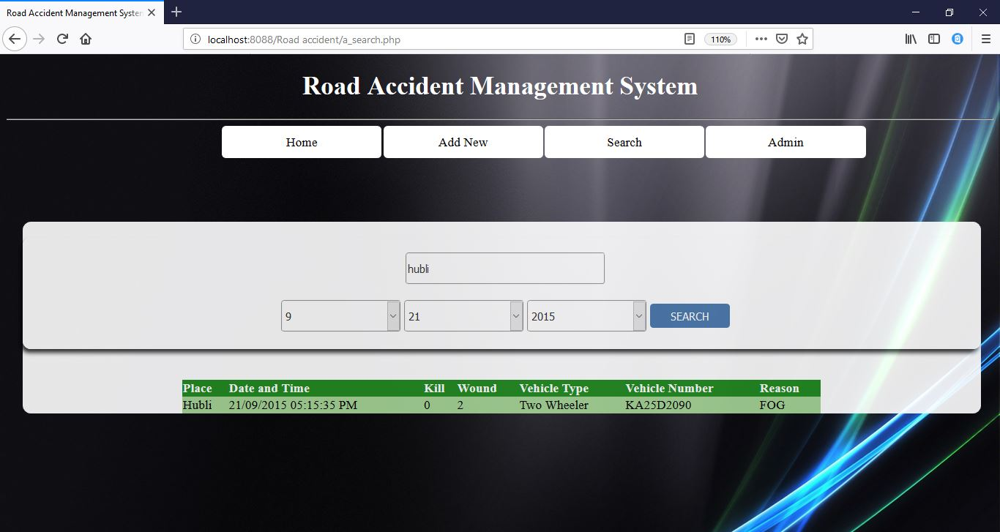 Road Accident Management System
localhost:8088/Road accident/a_search.php
110%
Road Accident Management System
Home Add New Search Admin
hubli
9 21 2015 SEARCH
Place Date and Time Kill Wound Vehicle Type Vehicle Number Reason
Hubli 21/09/2015 05:15:35 PM 0 2 Two Wheeler KA25D2090 FOG